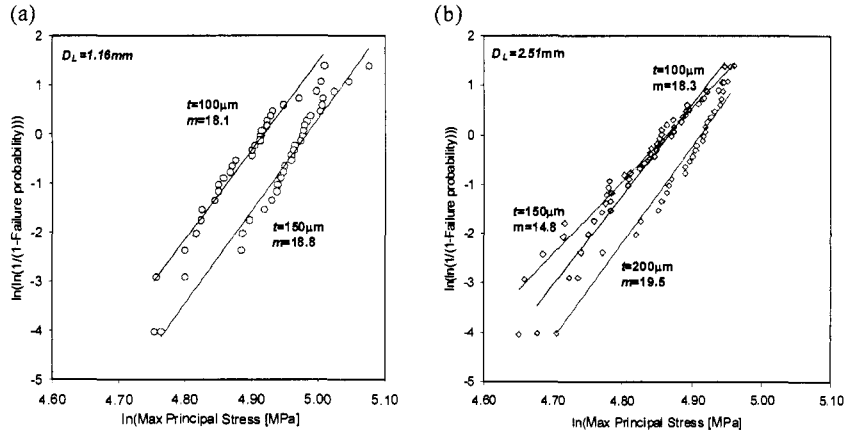 (a)
D_L=1.16mm
t=100μm
m=18.1
t=150μm
m=18.8
ln(ln(1/(1-Failure probability)))
2
1
0
-1
-2
-3
-4
-5
4.60
4.70
4.80
4.90
5.00
5.10
ln(Max Principal Stress [MPa]
(b)
D_L=2.51mm
t=100μm
m=18.3
t=150μm
m=14.8
t=200μm
m=19.5
ln(ln(1/(1-Failure probability)))
2
1
0
-1
-2
-3
-4
-5
4.60
4.70
4.80
4.90
5.00
5.10
ln(Max Principal Stress [MPa]